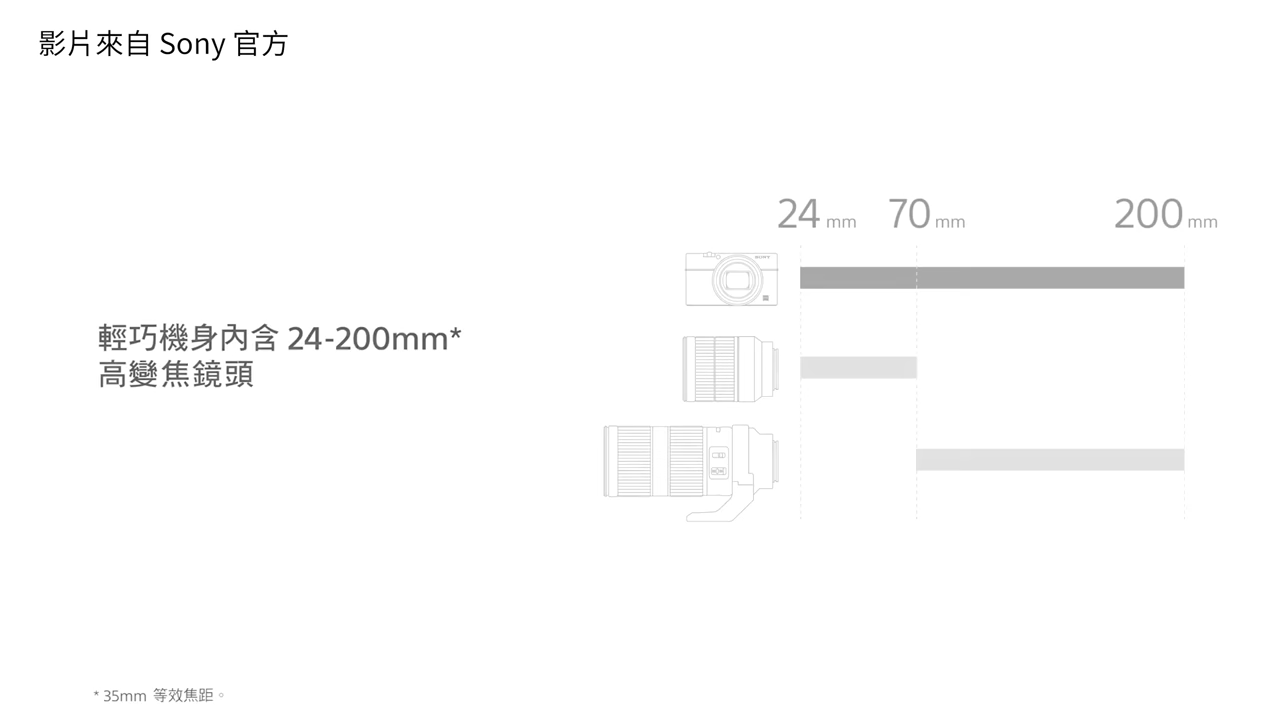 影片來自 Sony 官方
24 mm 70 mm 200 mm
SONY
輕巧機身內含 24-200mm*
高變焦鏡頭
* 35mm 等效焦距。